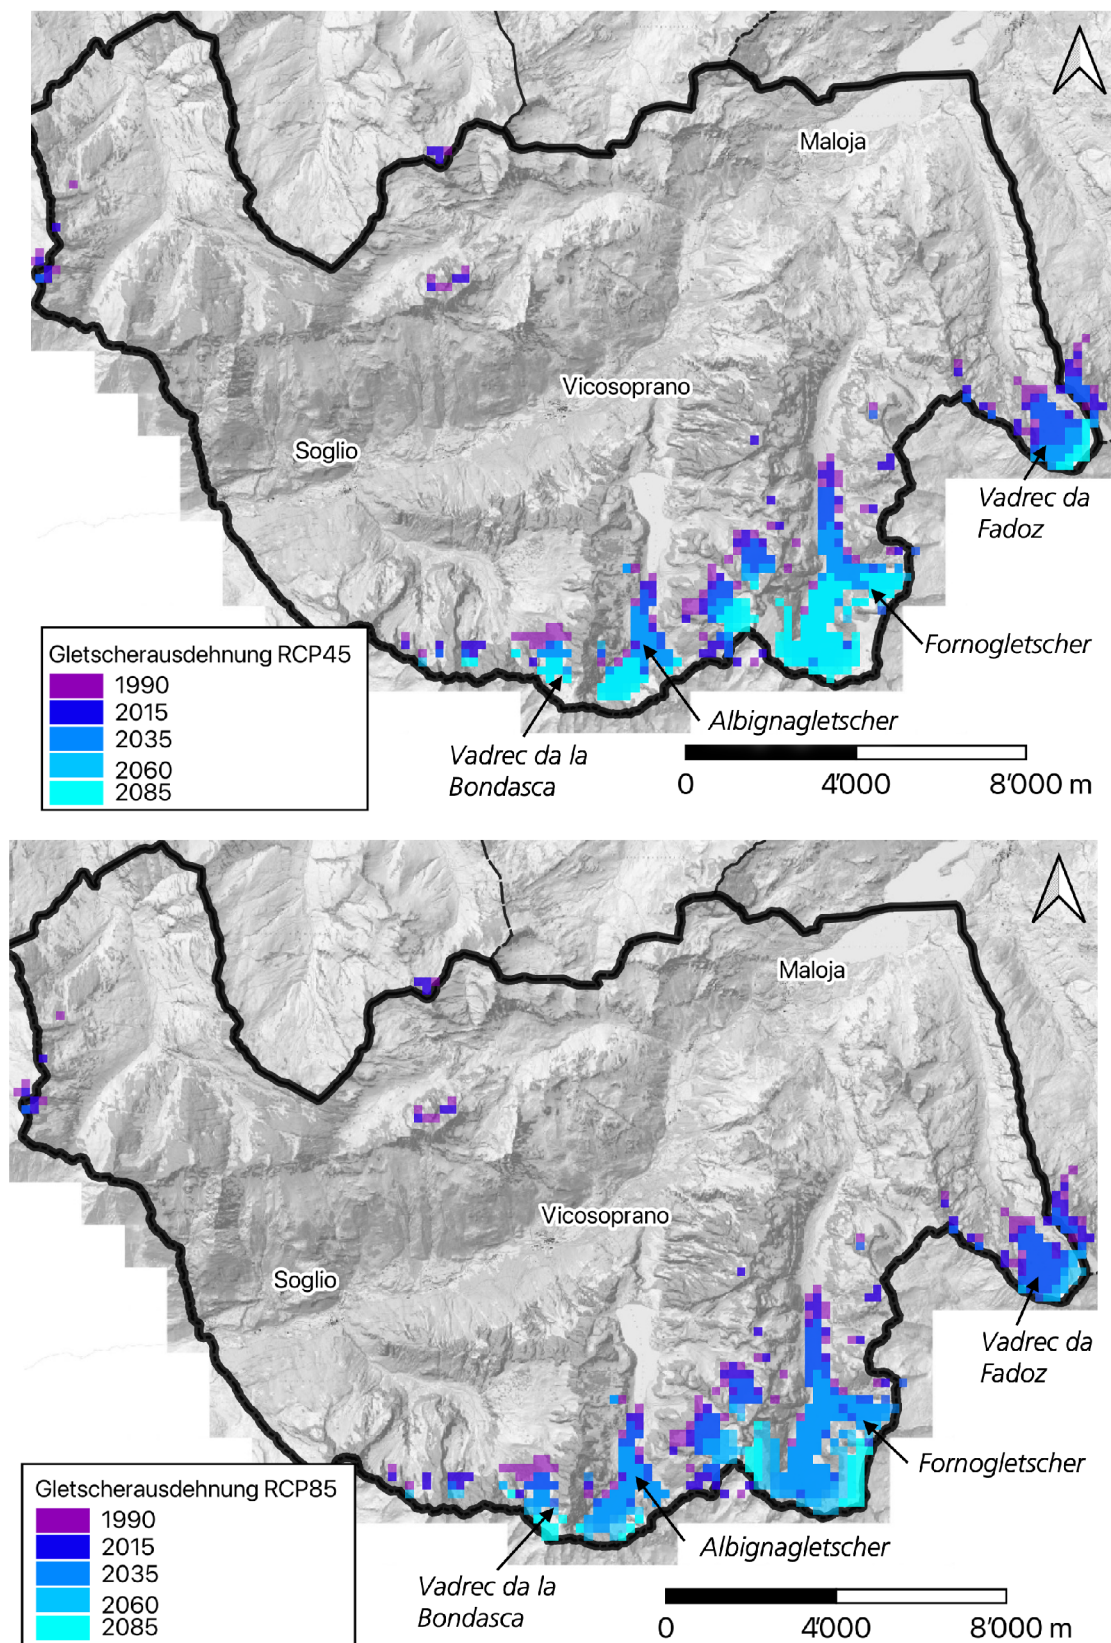 Maloja
Vicosoprano
Soglio
Vadrec da
Fadoz
Fornogletscher
Albignagletscher
Vadrec da la
Bondasca
Gletscherausdehnung RCP45
1990
2015
2035
2060
2085
0 4'000 8'000 m
Maloja
Vicosoprano
Soglio
Vadrec da
Fadoz
Fornogletscher
Albignagletscher
Vadrec da la
Bondasca
Gletscherausdehnung RCP85
1990
2015
2035
2060
2085
0 4'000 8'000 m